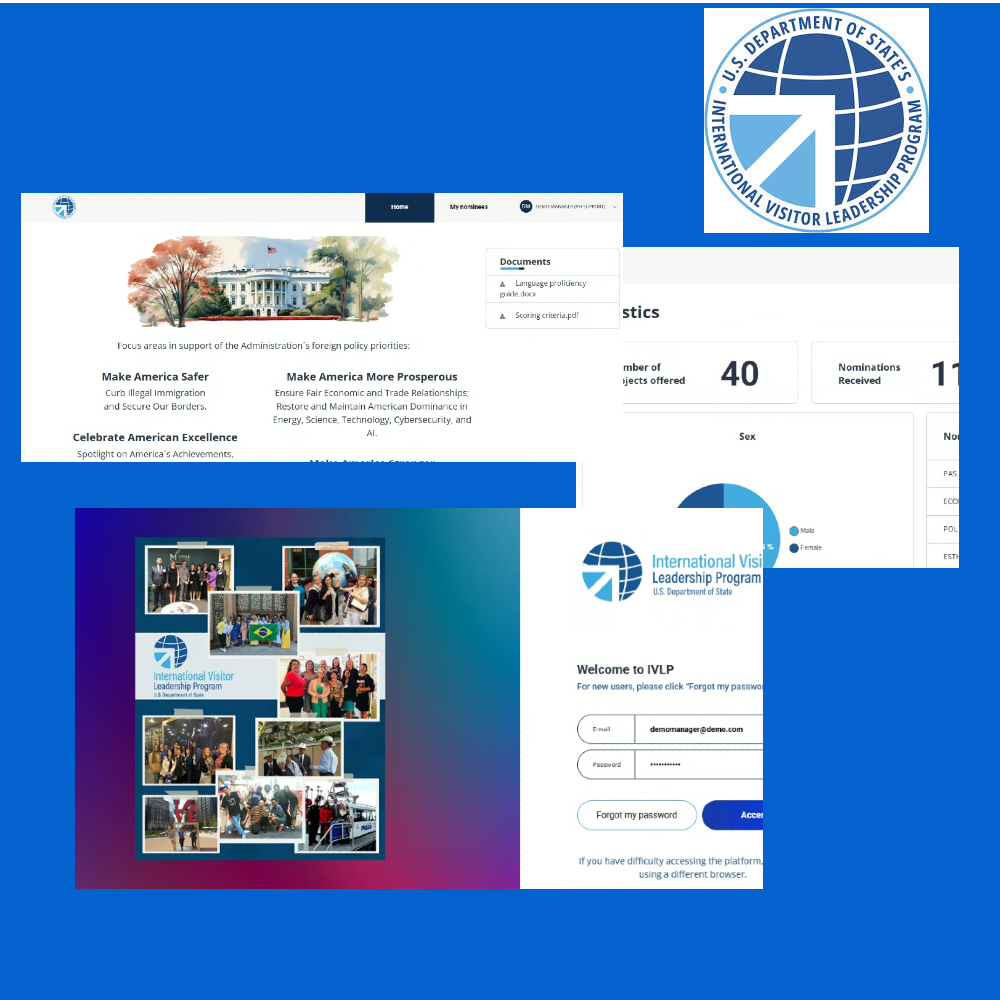 U.S. DEPARTMENT OF STATE'S
INTERNATIONAL VISITOR LEADERSHIP PROGRAM
Home
My nominees
DM
DEMO MANAGER
Documents
Language proficiency
guide.docx
Scoring criteria.pdf
Focus areas in support of the Administration´s foreign policy priorities:
Make America Safer
Curb Illegal Immigration
and Secure Our Borders.
Make America More Prosperous
Ensure Fair Economic and Trade Relationships;
Restore and Maintain American Dominance in
Energy, Science, Technology, Cybersecurity, and
AI.
Celebrate American Excellence
Spotlight on America´s Achievements,
stics
mber of
jects offered
40
Nominations
Received
11
Sex
%
Male
Female
No
PAS
ECO
POL
ESTH
International Visitor
Leadership Program
U.S. Department of State
LOVE
POLICE
International Visi
Leadership Program
U.S. Department of State
Welcome to IVLP
For new users, please click "Forgot my passwo
E-mail
demomanager@demo.com
Password
Forgot my password
Acce
If you have difficulty accessing the platform,
using a different browser.